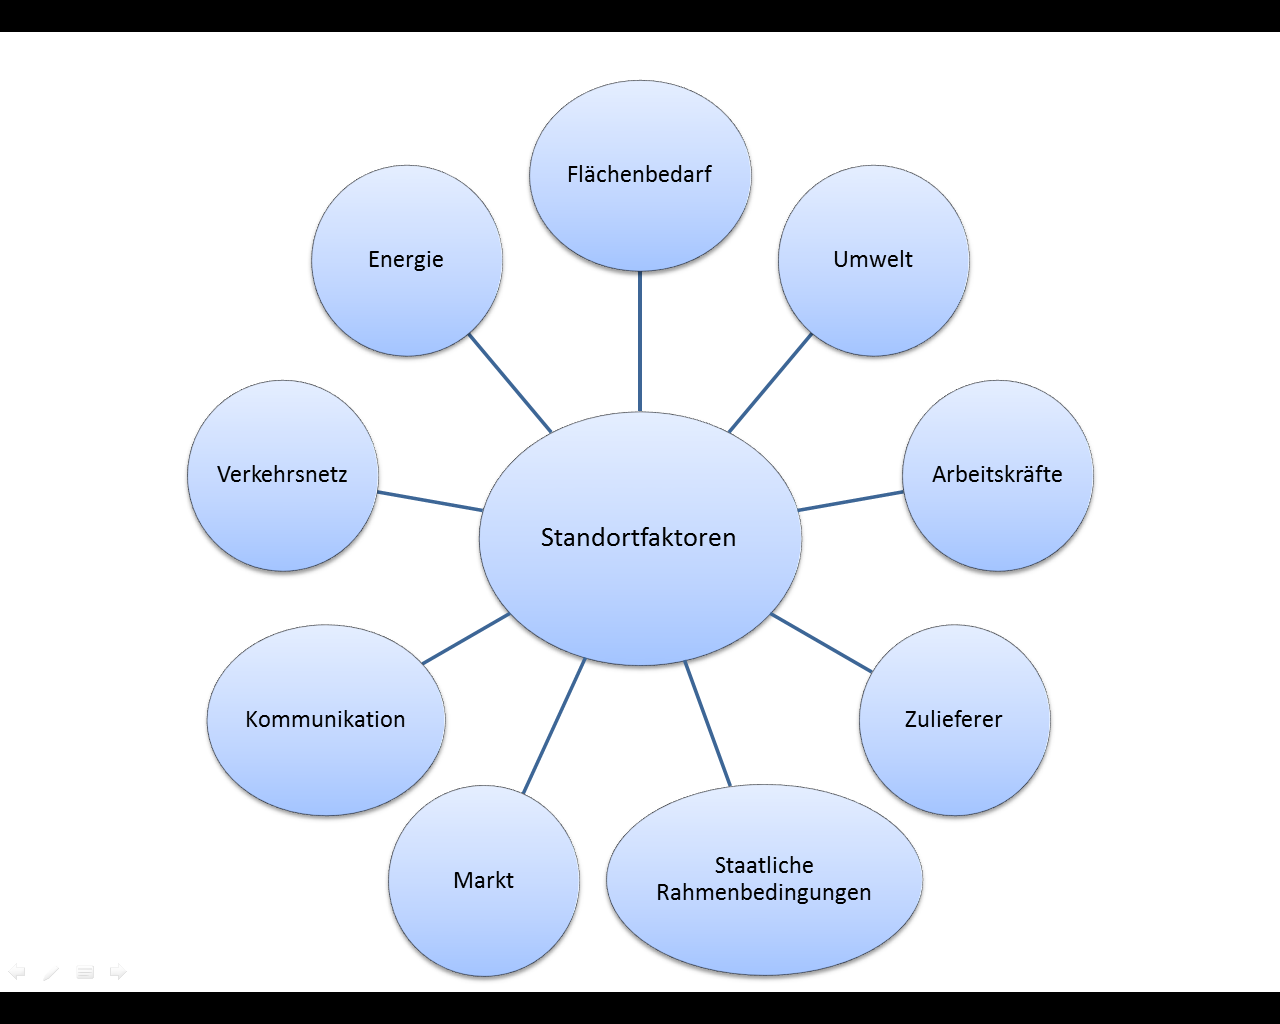 Flächenbedarf
Energie
Umwelt
Verkehrsnetz
Arbeitskräfte
Standortfaktoren
Kommunikation
Zulieferer
Markt
Staatliche
Rahmenbedingungen